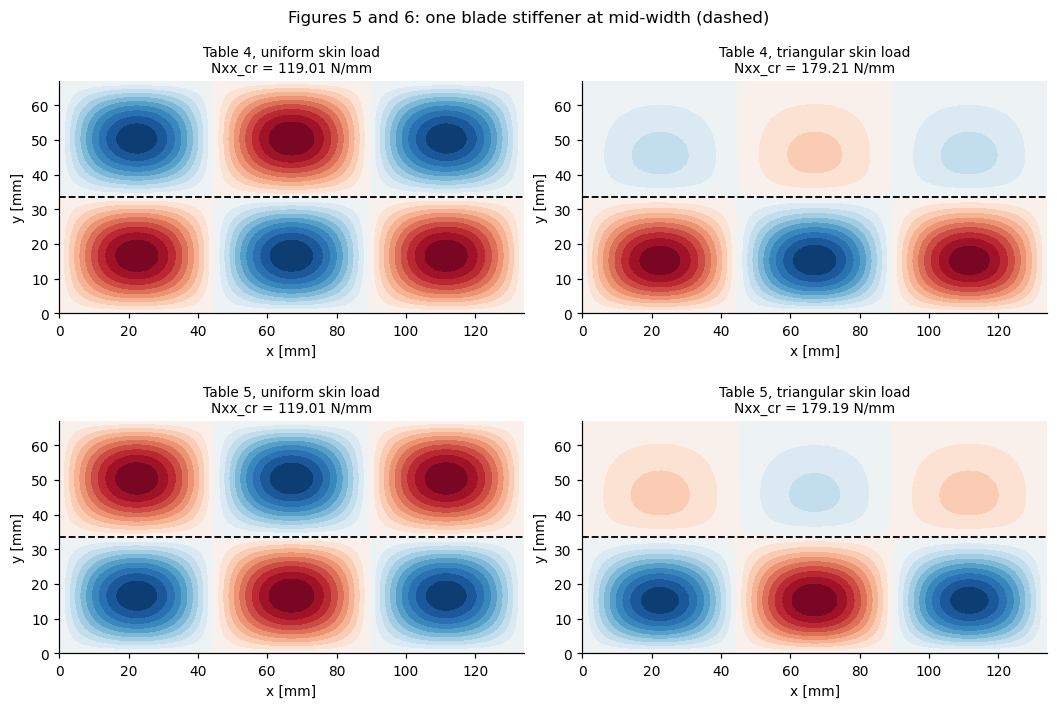 Figures 5 and 6: one blade stiffener at mid-width (dashed)
Table 4, uniform skin load
Nxx_cr = 119.01 N/mm
60
50
40
30
20
10
0
y [mm]
0 20 40 60 80 100 120
x [mm]
Table 4, triangular skin load
Nxx_cr = 179.21 N/mm
60
50
40
30
20
10
0
y [mm]
0 20 40 60 80 100 120
x [mm]
Table 5, uniform skin load
Nxx_cr = 119.01 N/mm
60
50
40
30
20
10
0
y [mm]
0 20 40 60 80 100 120
x [mm]
Table 5, triangular skin load
Nxx_cr = 179.19 N/mm
60
50
40
30
20
10
0
y [mm]
0 20 40 60 80 100 120
x [mm]